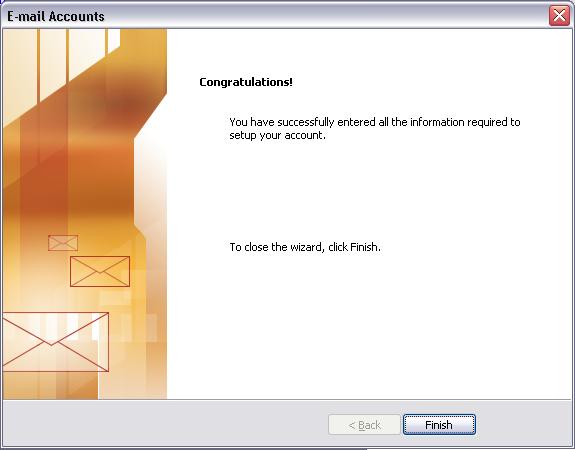 E-mail Accounts
Congratulations!
You have successfully entered all the information required to
setup your account.
To close the wizard, click Finish.
< Back
Finish